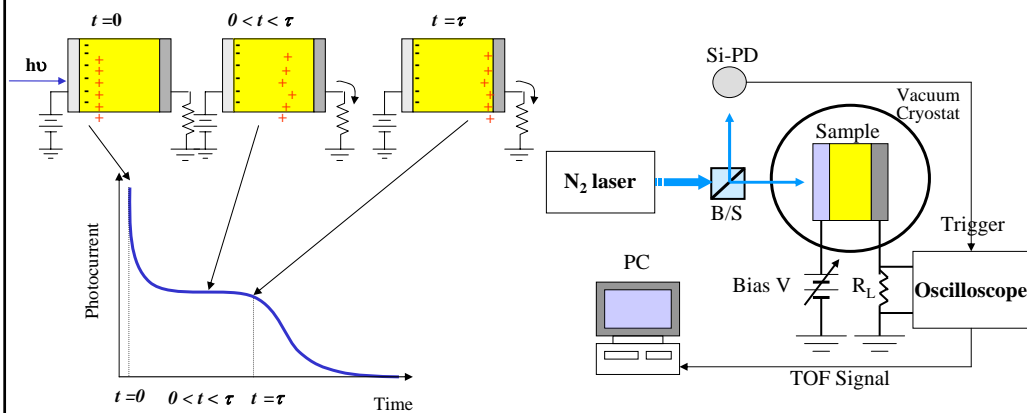 t =0
0 < t < τ
t =τ
hυ
Photocurrent
t =0
0 < t < τ
t =τ
Time
Si-PD
Vacuum
Cryostat
Sample
N2 laser
B/S
Trigger
PC
Bias V
RL
Oscilloscope
TOF Signal